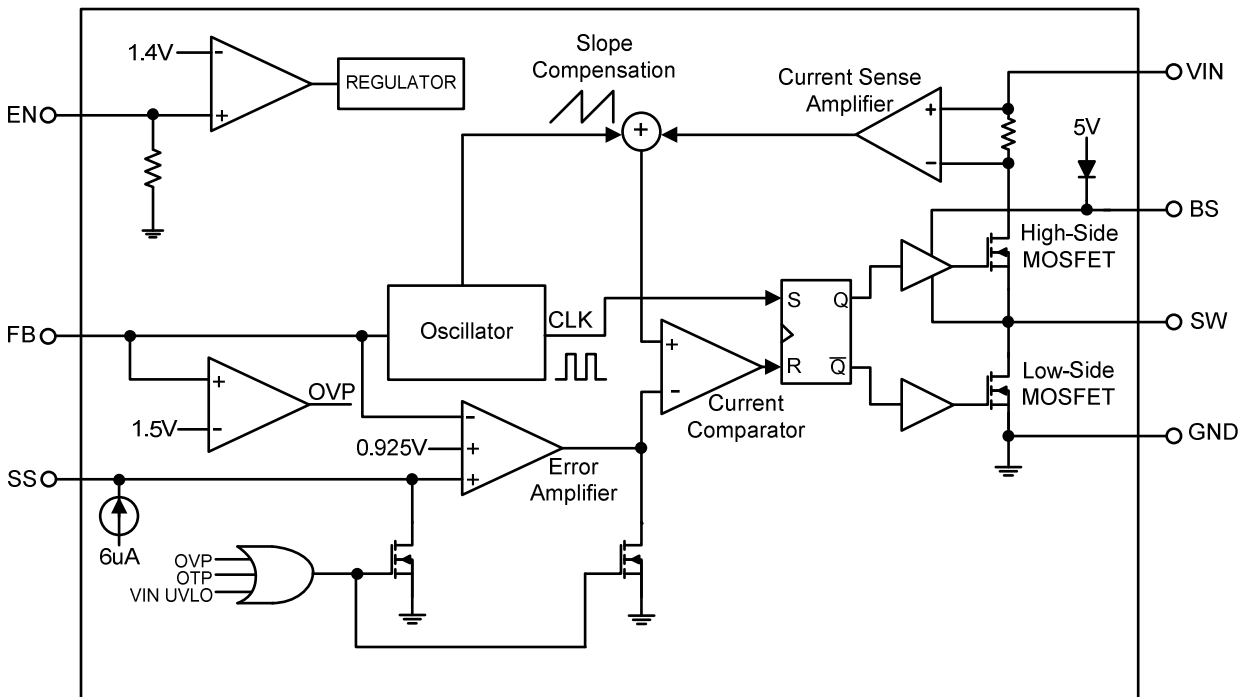 1.4V
REGULATOR
EN
Slope
Compensation
Current Sense
Amplifier
VIN
5V
BS
High-Side
MOSFET
FB
Oscillator
CLK
S
Q
R
Q̅
SW
OVP
1.5V
Current
Comparator
Low-Side
MOSFET
GND
0.925V
SS
Error
Amplifier
6uA
OVP
OTP
VIN UVLO